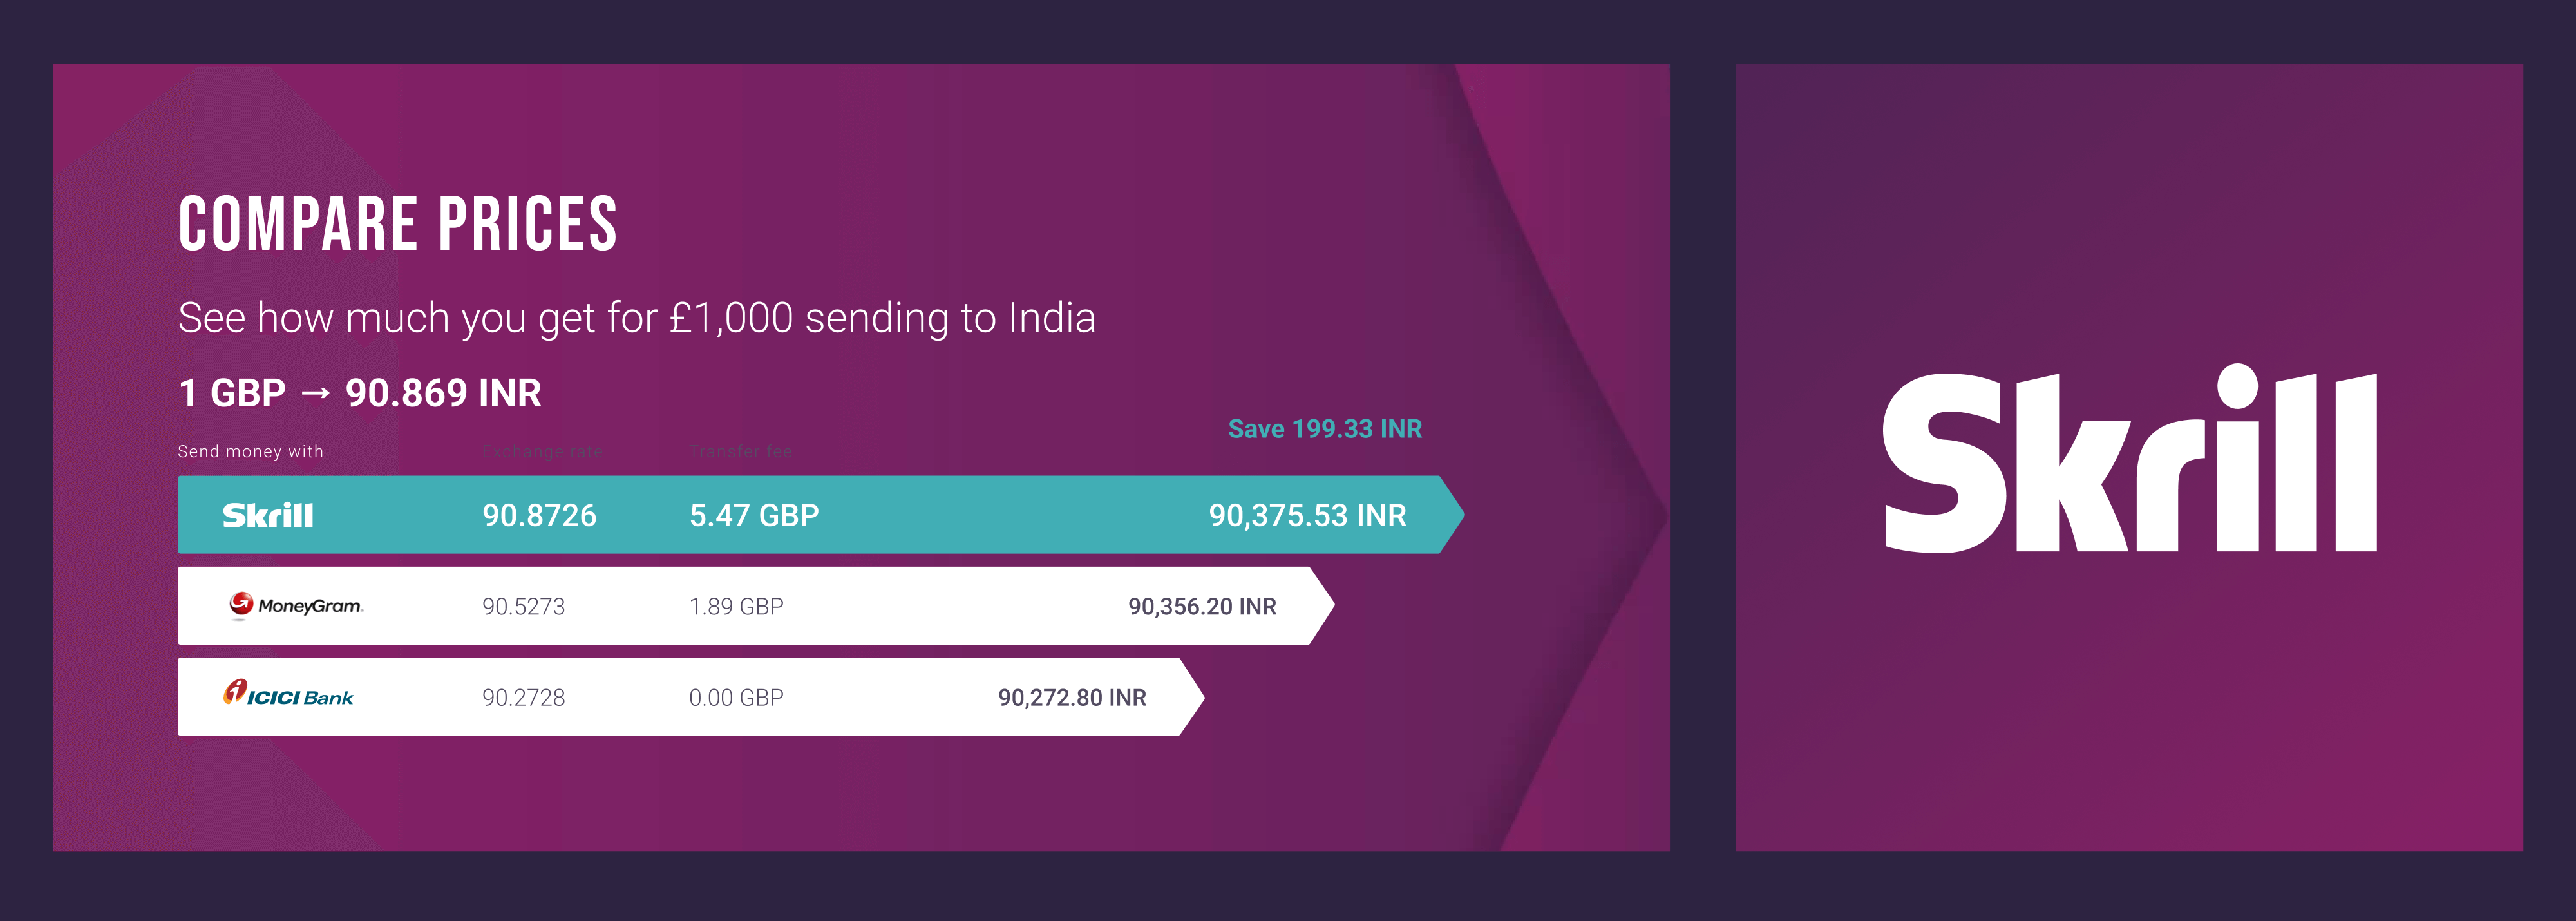 COMPARE PRICES
See how much you get for £1,000 sending to India
1 GBP → 90.869 INR
Save 199.33 INR
Send money with Exchange rate Transfer fee
Skrill 90.8726 5.47 GBP 90,375.53 INR
MoneyGram. 90.5273 1.89 GBP 90,356.20 INR
ICICI Bank 90.2728 0.00 GBP 90,272.80 INR
Skrill